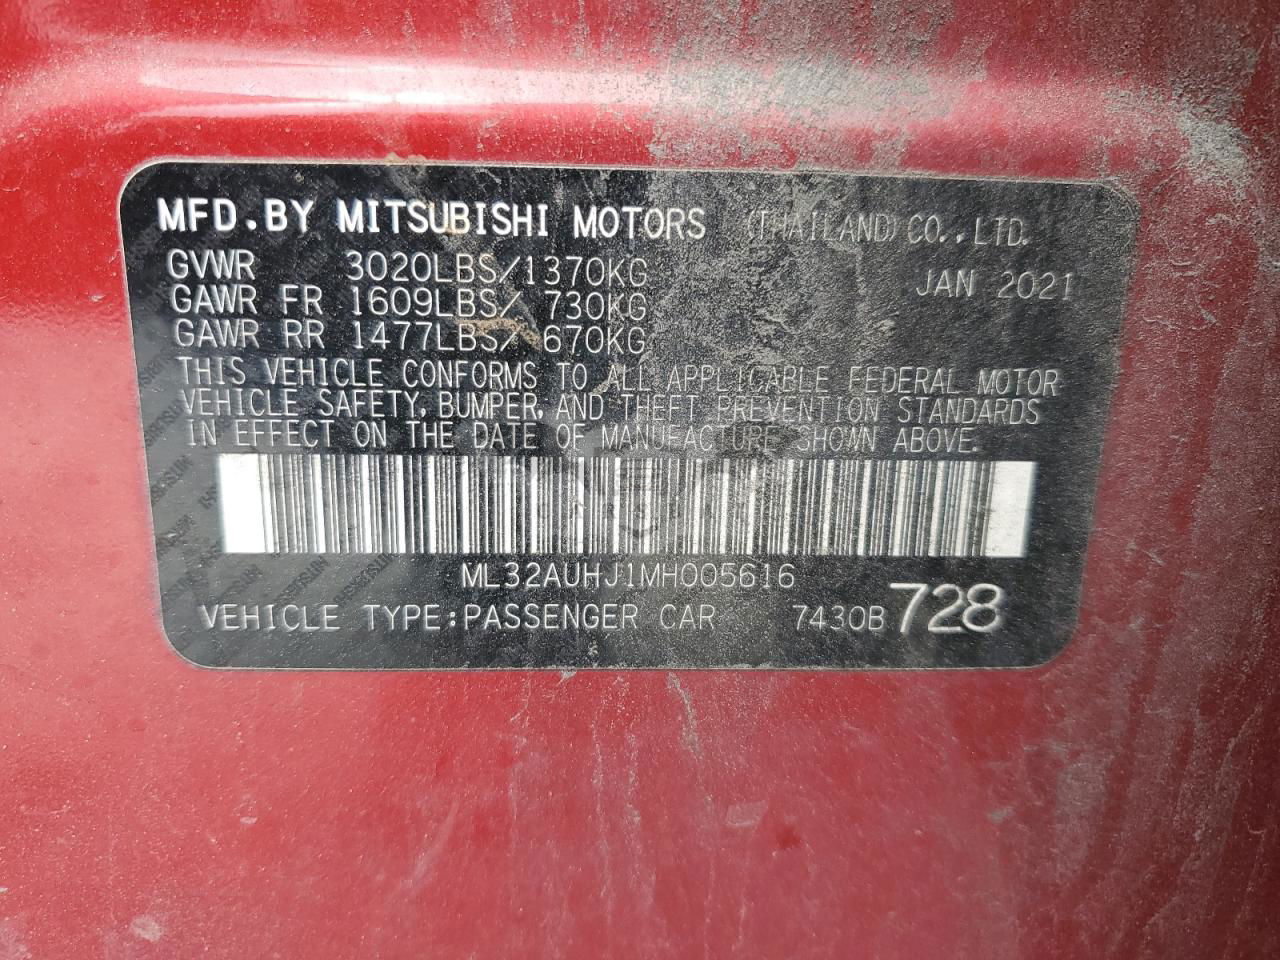 MFD.BY MITSUBISHI MOTORS (THAILAND) CO.,LTD.
GVWR 3020LBS/1370KG JAN 2021
GAWR FR 1609LBS/ 730KG
GAWR RR 1477LBS/ 670KG
THIS VEHICLE CONFORMS TO ALL APPLICABLE FEDERAL MOTOR
VEHICLE SAFETY, BUMPER, AND THEFT PREVENTION STANDARDS
IN EFFECT ON THE DATE OF MANUFACTURE SHOWN ABOVE.
ML32AUHJ1MH005616
VEHICLE TYPE:PASSENGER CAR 7430B 728